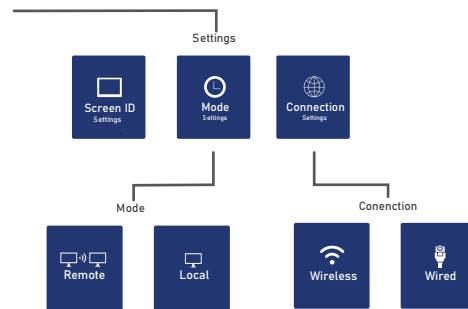 Settings
Screen ID
Settings
Mode
Settings
Connection
Settings
Mode
Conenction
Remote
Local
Wireless
Wired